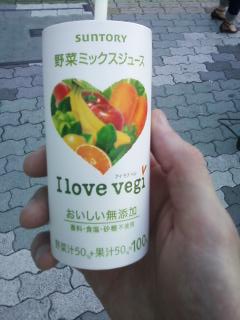 SUNTORY
野菜ミックスジュース
I love vegi
アイ ラブ ベジ
おいしい無添加
香料・食塩・砂糖不使用
野菜汁50%+果汁50%=100%